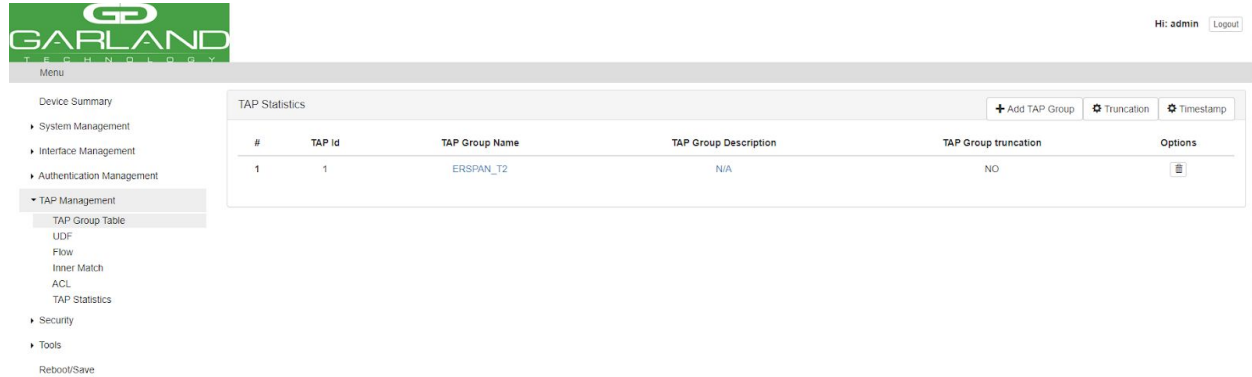 GARLAND
TECHNOLOGY
Hi: admin Logout
Menu
Device Summary
System Management
Interface Management
Authentication Management
TAP Management
TAP Group Table
UDF
Flow
Inner Match
ACL
TAP Statistics
Security
Tools
Reboot/Save
TAP Statistics
Add TAP Group Truncation Timestamp
# TAP Id TAP Group Name TAP Group Description TAP Group truncation Options
1 1 ERSPAN_T2 N/A NO